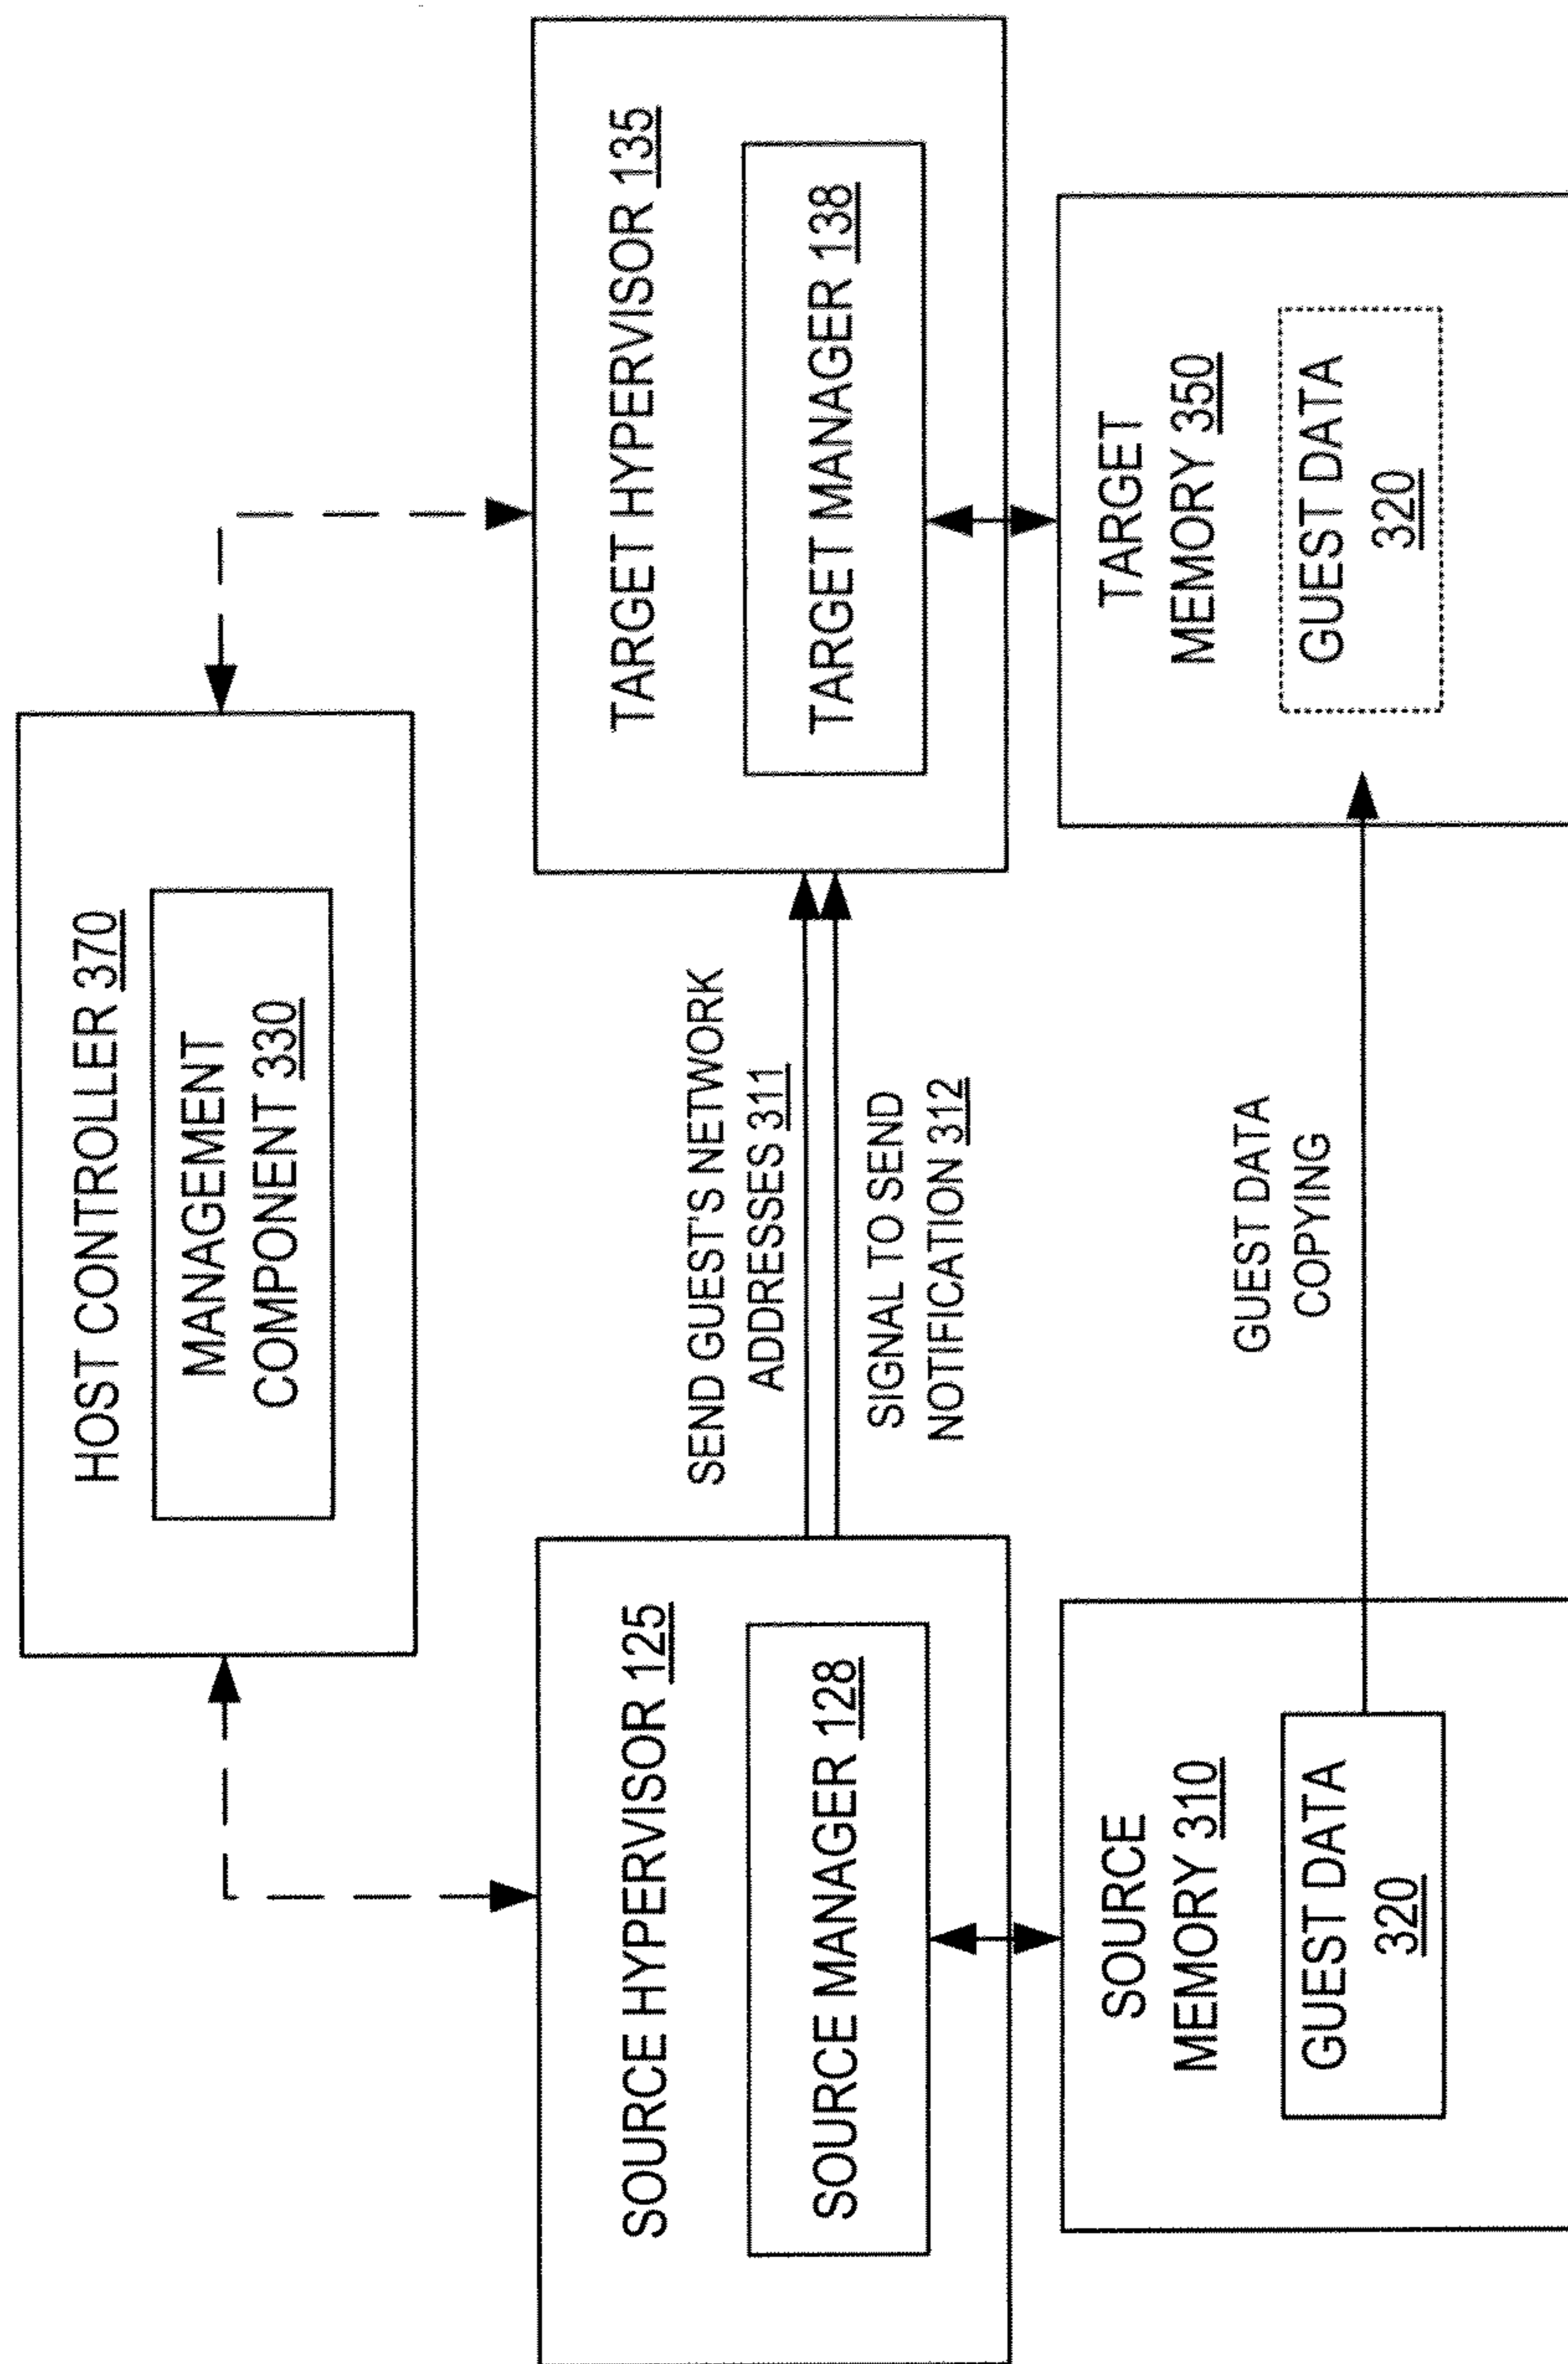 HOST CONTROLLER 370
MANAGEMENT
COMPONENT 330
SOURCE HYPERVISOR 125
SOURCE MANAGER 128
SEND GUEST'S NETWORK
ADDRESSES 311
SIGNAL TO SEND
NOTIFICATION 312
TARGET HYPERVISOR 135
TARGET MANAGER 138
SOURCE
MEMORY 310
GUEST DATA
320
GUEST DATA
COPYING
TARGET
MEMORY 350
GUEST DATA
320